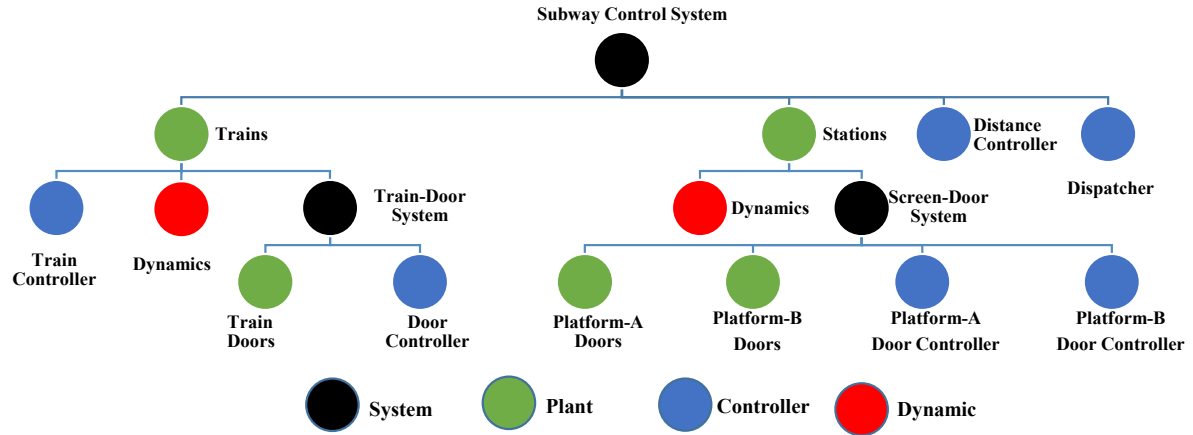 Subway Control System
Trains
Stations
Distance
Controller
Dispatcher
Train
Controller
Dynamics
Train-Door
System
Dynamics
Screen-Door
System
Train
Doors
Door
Controller
Platform-A
Doors
Platform-B
Doors
Platform-A
Door Controller
Platform-B
Door Controller
System
Plant
Controller
Dynamic